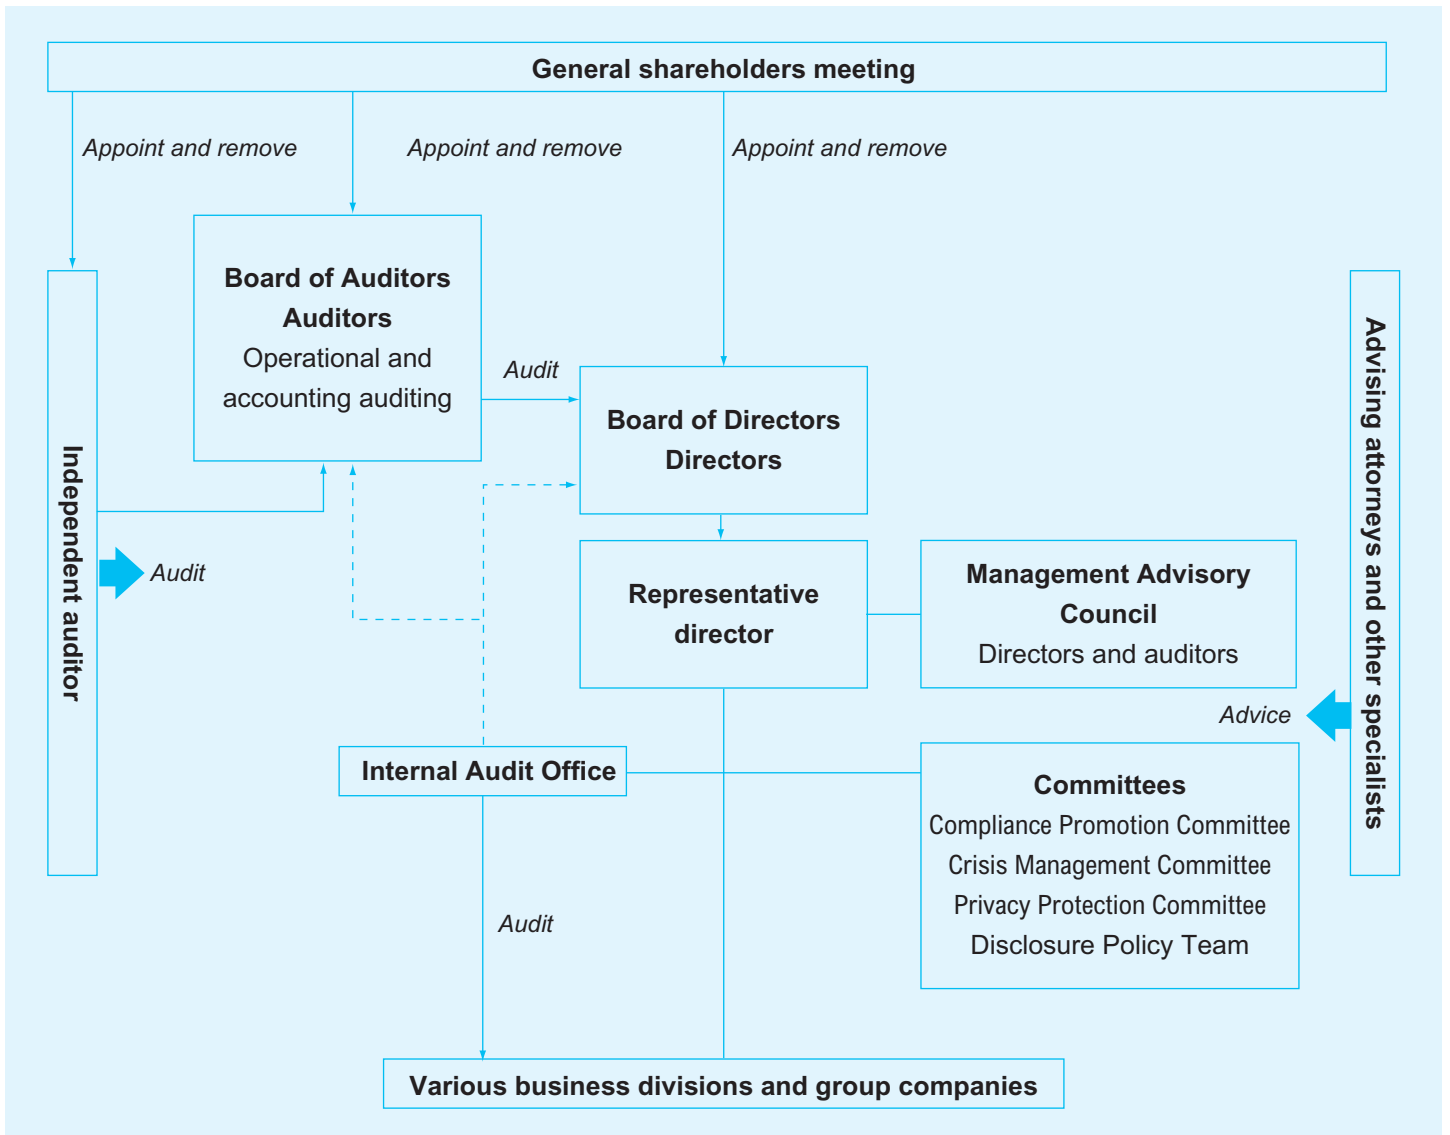 General shareholders meeting
Appoint and remove
Appoint and remove
Appoint and remove
Board of Auditors
Auditors
Operational and
accounting auditing
Audit
Board of Directors
Directors
Independent auditor
Audit
Representative
director
Management Advisory
Council
Directors and auditors
Advising attorneys and other specialists
Advice
Internal Audit Office
Committees
Compliance Promotion Committee
Crisis Management Committee
Privacy Protection Committee
Disclosure Policy Team
Audit
Various business divisions and group companies